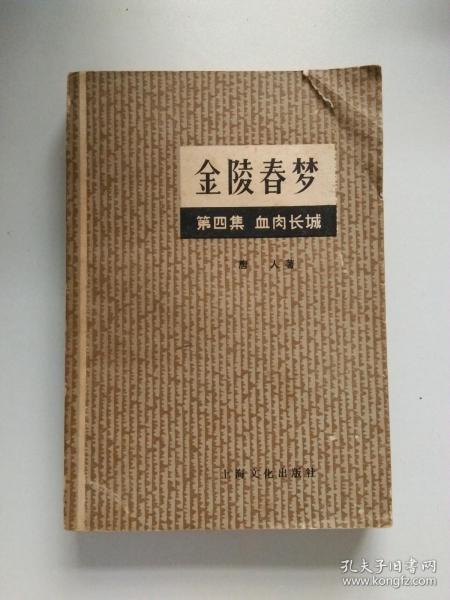 金陵春梦
第四集 血肉长城
唐 人 著
上海文化出版社
孔夫子旧书网
www.kongfz.com